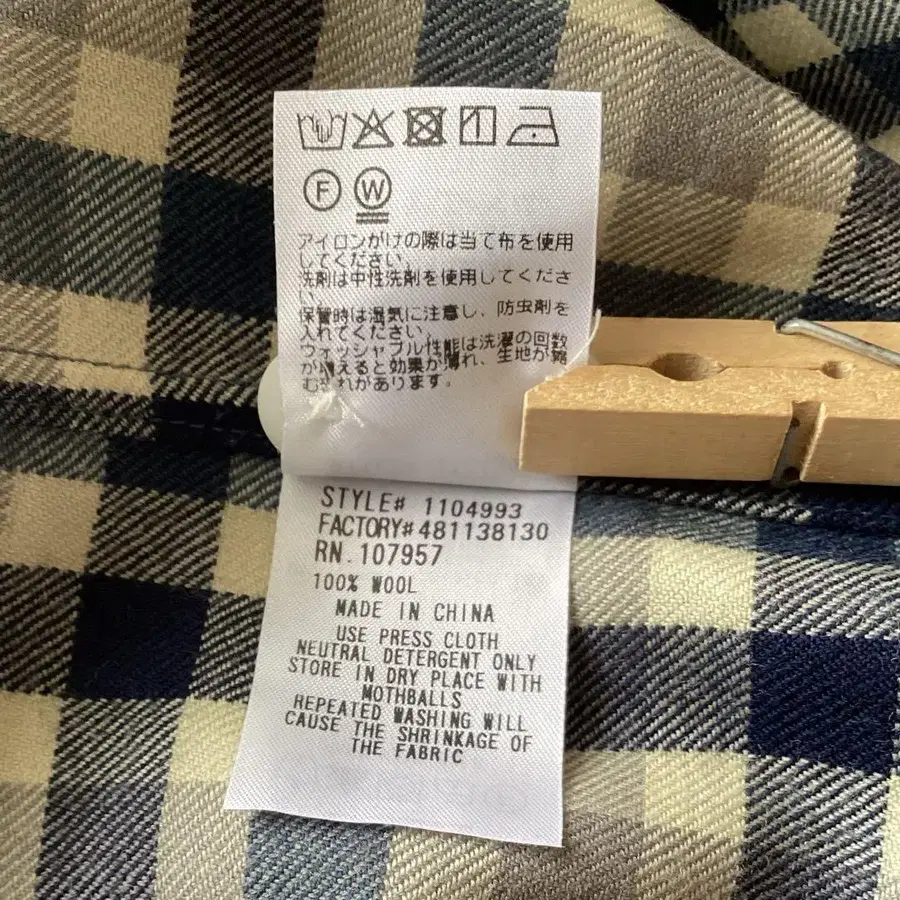 F W
アイロンがけの際は当て布を使用
してください。
洗剤は中性洗剤を使用してくださ
い。
保管時は湿気に注意し、防虫剤を
入れてください。
ウォッシャブル性能は洗濯の回数
が増えると効果が薄れ、生地が縮
む恐れがあります。
STYLE# 1104993
FACTORY#481138130
RN.107957
100% WOOL
MADE IN CHINA
USE PRESS CLOTH
NEUTRAL DETERGENT ONLY
STORE IN DRY PLACE WITH
MOTHBALLS
REPEATED WASHING WILL
CAUSE THE SHRINKAGE OF
THE FABRIC